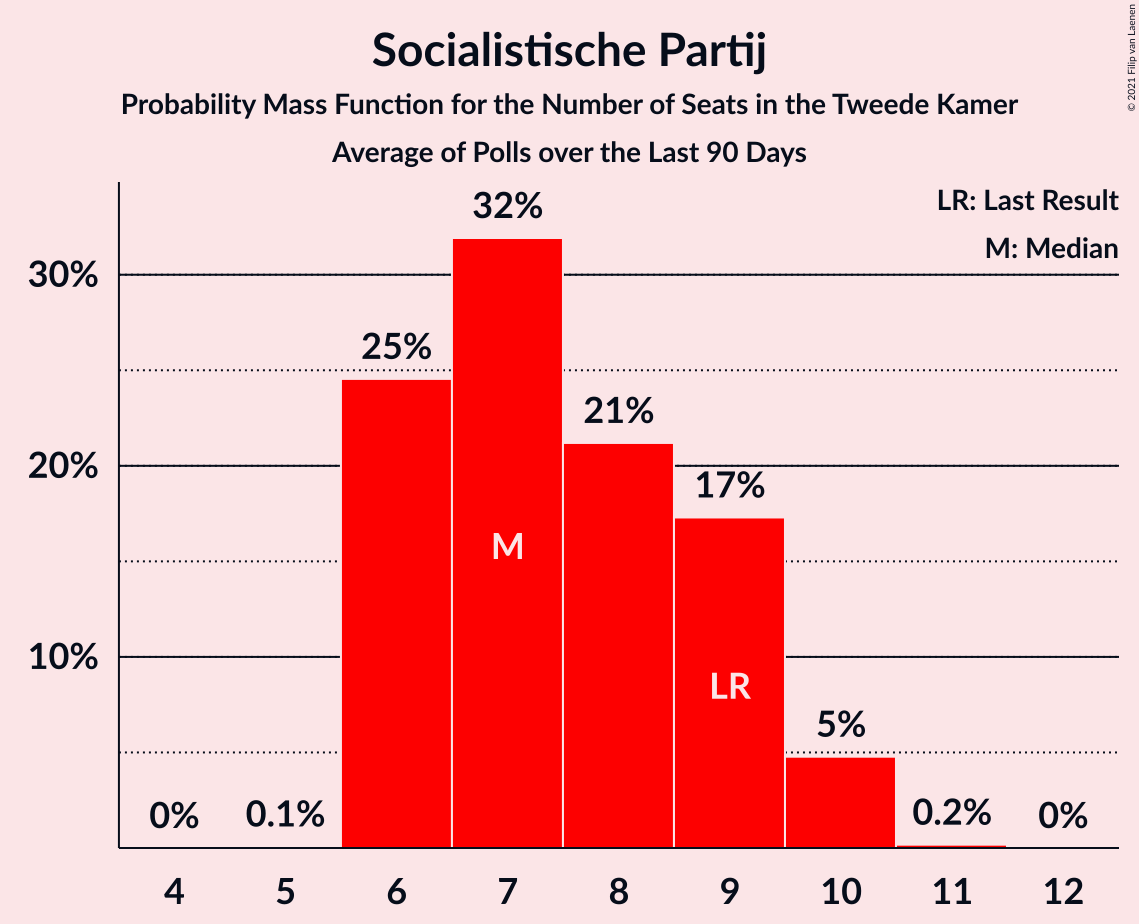 © 2021 Filip van Laenen
Socialistische Partij
Probability Mass Function for the Number of Seats in the Tweede Kamer
Average of Polls over the Last 90 Days
LR: Last Result
M: Median
30%
20%
10%
0%
0.1%
25%
32%
21%
17%
5%
0.2%
0%
M
LR
4 5 6 7 8 9 10 11 12